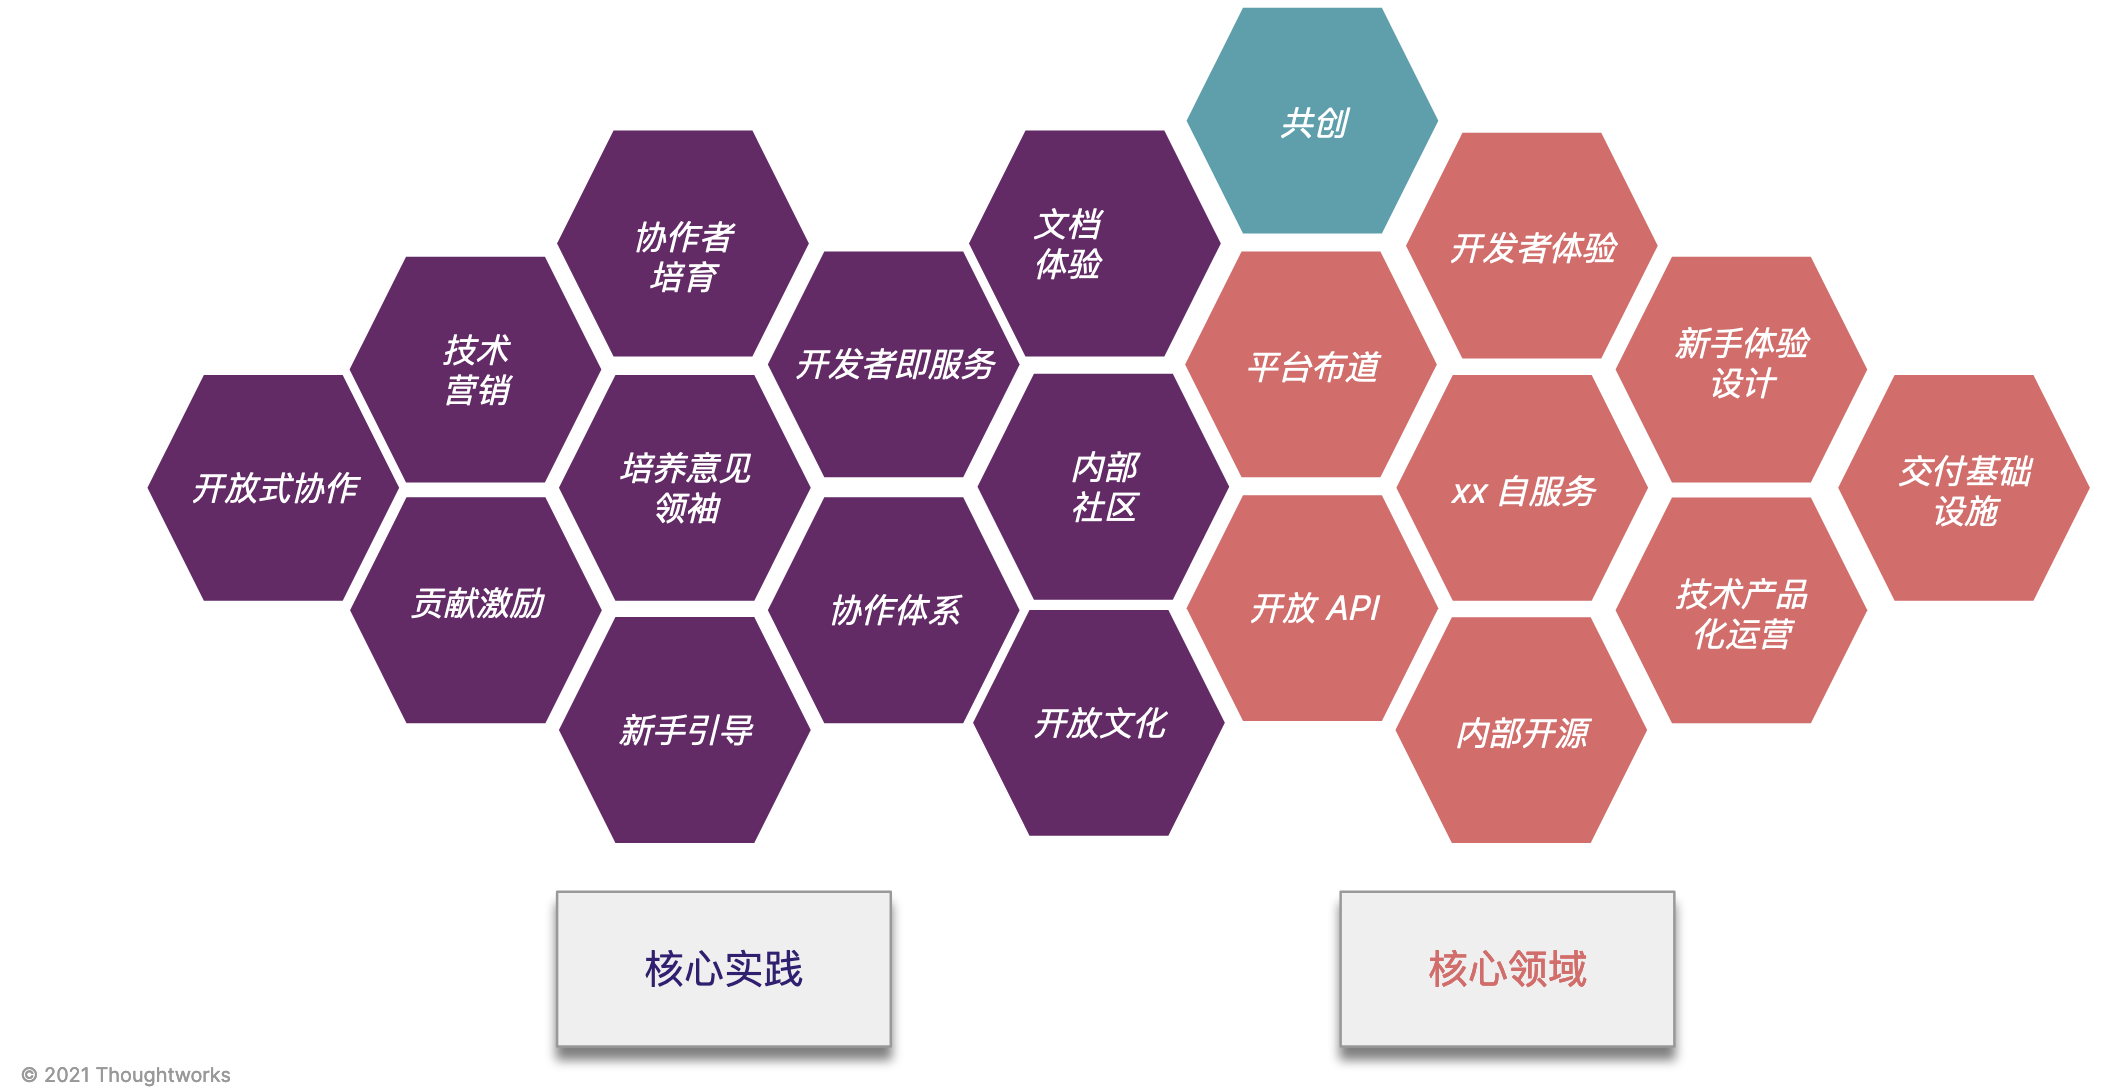 共创
协作者
培育
文档
体验
开发者体验
技术
营销
开发者即服务
平台布道
新手体验
设计
开放式协作
培养意见
领袖
内部
社区
xx 自服务
交付基础
设施
贡献激励
协作体系
开放 API
技术产品
化运营
新手引导
开放文化
内部开源
核心实践
核心领域
© 2021 Thoughtworks